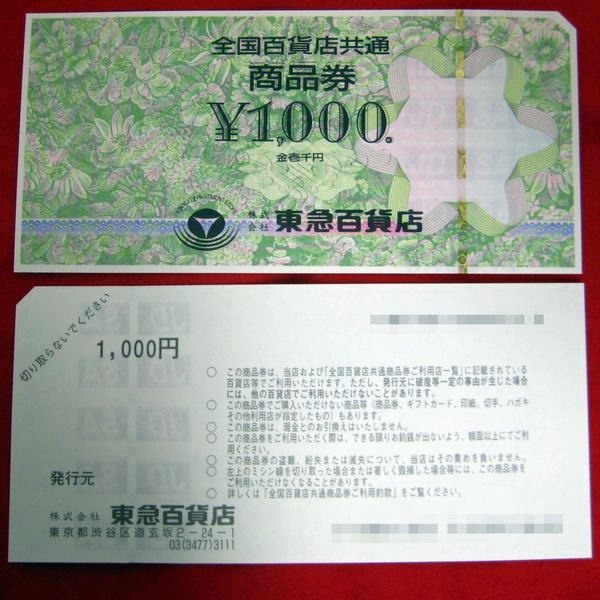 全国百貨店共通
商品券
¥1,000.
金壱千円
TOKYU DEPARTMENT STORE
株式会社 東急百貨店
切り取らないでください
1,000円
○ この商品券は、当店および「全国百貨店共通商品券ご利用店一覧」に記載されている
百貨店等でご利用いただけます。ただし、発行元に破産等一定の事由が生じた場合
には、他の百貨店でご利用いただけないことがあります。
○ この商品券でご購入いただけない商品等(商品券、ギフトカード、印紙、切手、ハガキ
その他利用店が指定したもの)もあります。
○ この商品券は、現金とのお引換えはいたしません。
○ この商品券をご利用いただく際は、できる限りお釣銭が出ないよう、額面以上にてご利
用ください。
○ この商品券の盗難、紛失または滅失について、当店はその責めを負いません。
○ 左上のミシン線を切り取った場合または著しく毀損した場合等には、この商品券を
ご利用いただけなくなることがあります。
○ 詳しくは「全国百貨店共通商品券ご利用約款」をご覧ください。
発行元
株式会社 東急百貨店
東京都渋谷区道玄坂2-24-1
03(3477)3111